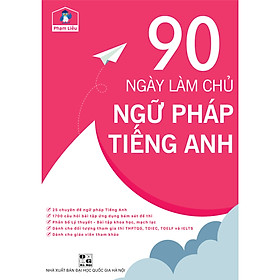 Phạm Liễu
90
NGÀY LÀM CHỦ
NGỮ PHÁP
TIẾNG ANH
25 chuyên đề ngữ pháp Tiếng Anh
1700 câu hỏi bài tập ứng dụng bám sát đề thi
Phân bổ Lý thuyết - Bài tập khoa học, mạch lạc
Dành cho đối tượng tham gia thi THPTQG, TOEIC, TOEFL và IELTS
Dành cho giáo viên tham khảo
NHÀ XUẤT BẢN ĐẠI HỌC QUỐC GIA HÀ NỘI